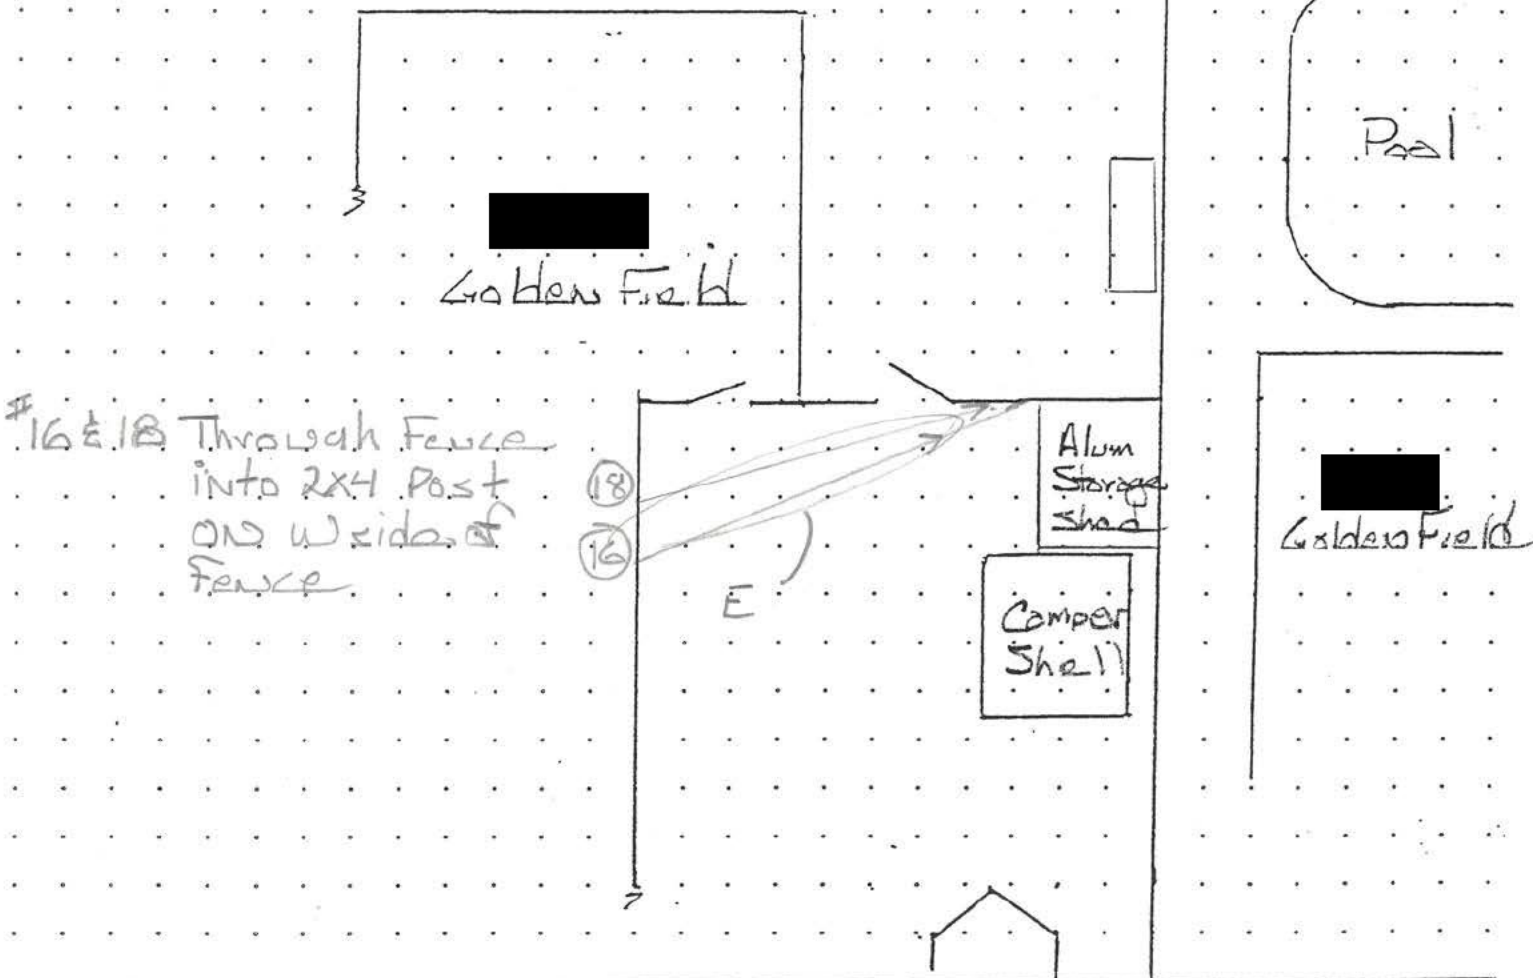 Pool
Golden Field
#16 & 18 Through Fence
into 2x4 Post
ON W side of
Fence
18
16
E
Alum
Storage
Shed
Camper
Shell
Golden Field